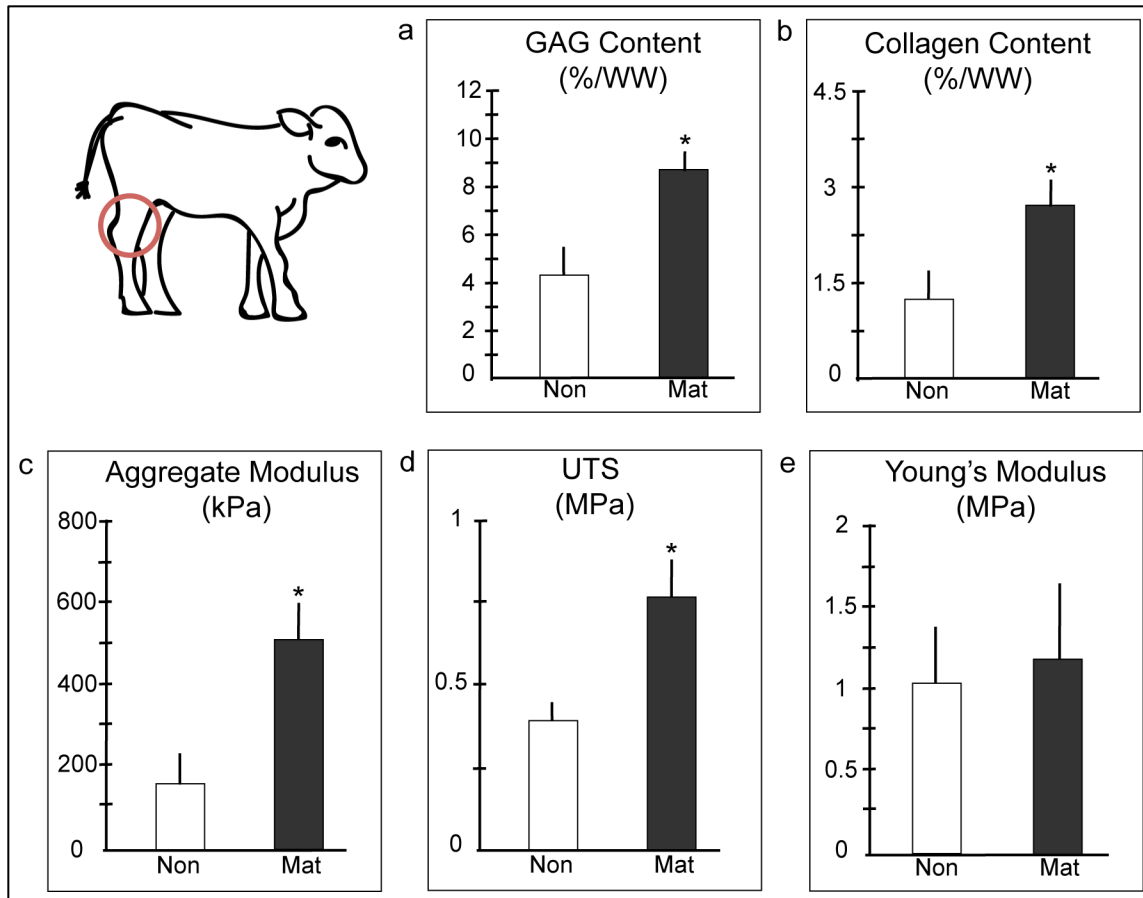 a
GAG Content
(%/WW)
12
10
8
6
4
2
0
*
Non Mat
b
Collagen Content
(%/WW)
4.5
3
1.5
0
*
Non Mat
c
Aggregate Modulus
(kPa)
800
600
400
200
0
*
Non Mat
d
UTS
(MPa)
1
0.5
0
*
Non Mat
e
Young's Modulus
(MPa)
2
1.5
1
0.5
0
Non Mat